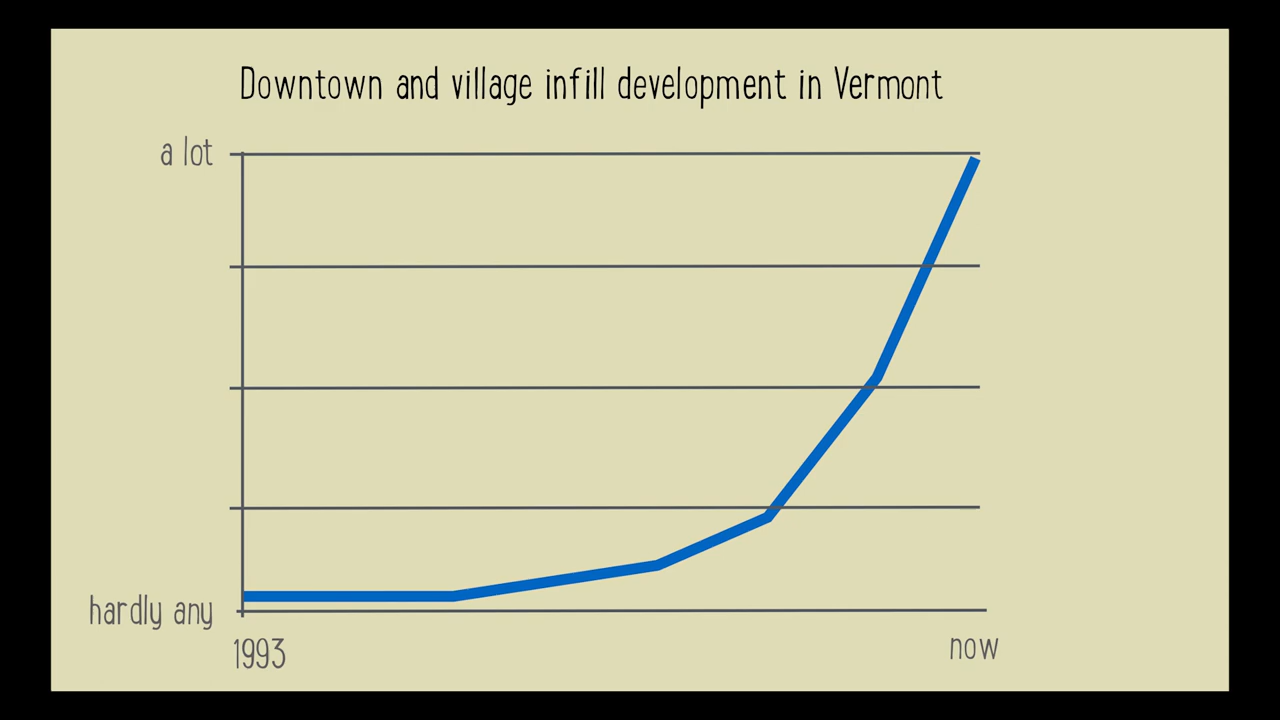 Downtown and village infill development in Vermont
a lot
hardly any
1993
now